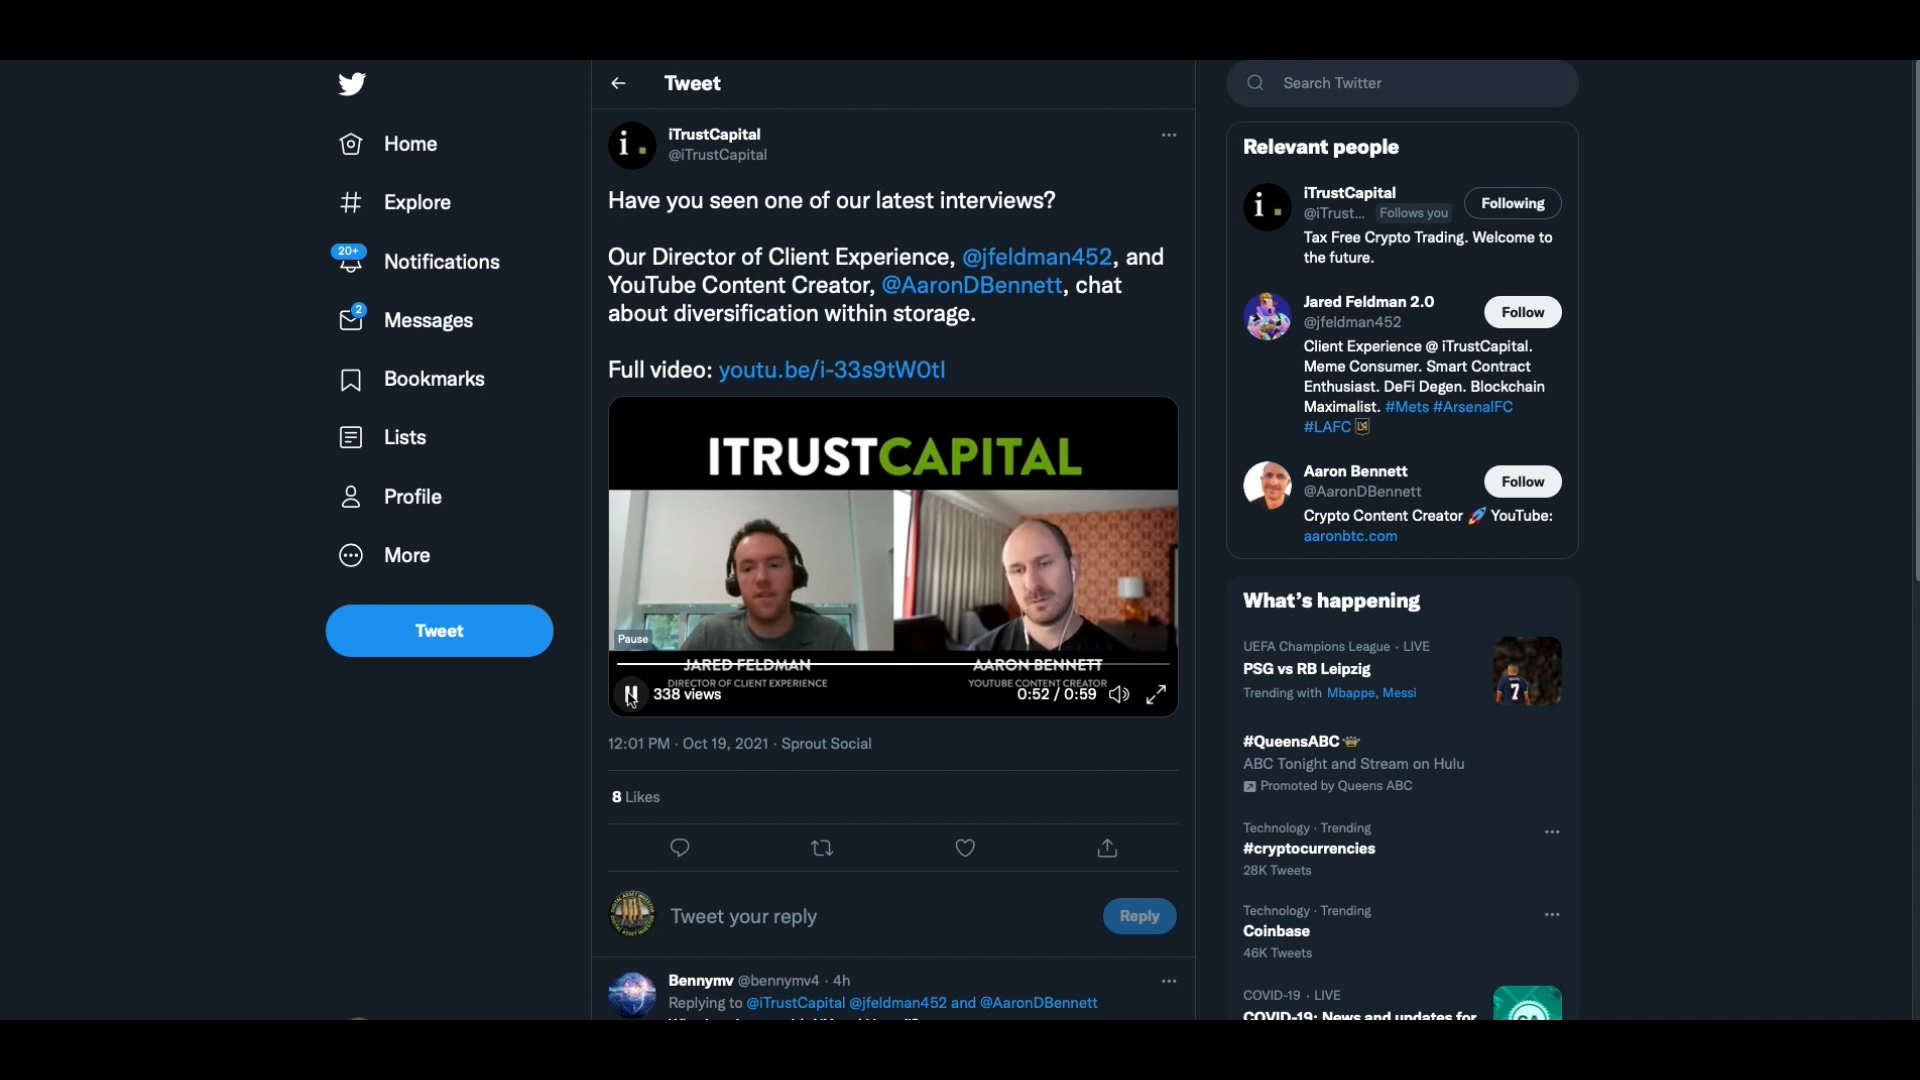 Home
Explore
20+
Notifications
2
Messages
Bookmarks
Lists
Profile
More
Tweet
Tweet
i.
iTrustCapital
@iTrustCapital
Have you seen one of our latest interviews?
Our Director of Client Experience, @jfeldman452, and
YouTube Content Creator, @AaronDBennett, chat
about diversification within storage.
Full video: youtu.be/i-33s9tW0tI
ITRUSTCAPITAL
Pause
JARED FELDMAN
DIRECTOR OF CLIENT EXPERIENCE
AARON BENNETT
YOUTUBE CONTENT CREATOR
338 views
0:52 / 0:59
12:01 PM · Oct 19, 2021 · Sprout Social
8 Likes
Tweet your reply
Reply
Bennymv @bennymv4 · 4h
Replying to @iTrustCapital @jfeldman452 and @AaronDBennett
Search Twitter
Relevant people
i.
iTrustCapital
@iTrust... Follows you
Following
Tax Free Crypto Trading. Welcome to
the future.
Jared Feldman 2.0
@jfeldman452
Follow
Client Experience @ iTrustCapital.
Meme Consumer. Smart Contract
Enthusiast. DeFi Degen. Blockchain
Maximalist. #Mets #ArsenalFC
#LAFC
Aaron Bennett
@AaronDBennett
Follow
Crypto Content Creator 🚀 YouTube:
aaronbtc.com
What's happening
UEFA Champions League · LIVE
PSG vs RB Leipzig
Trending with Mbappe, Messi
7
#QueensABC
ABC Tonight and Stream on Hulu
Promoted by Queens ABC
Technology · Trending
#cryptocurrencies
28K Tweets
Technology · Trending
Coinbase
46K Tweets
COVID-19 · LIVE
COVID-19: News and updates for